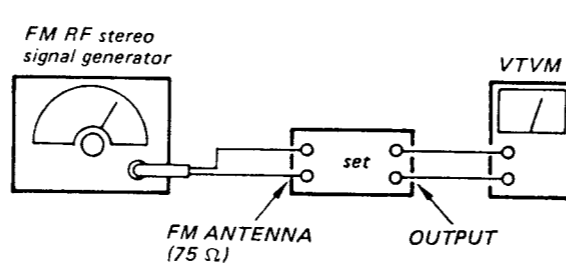 FM RF stereo
signal generator
VTVM
set
FM ANTENNA
(75 Ω)
OUTPUT